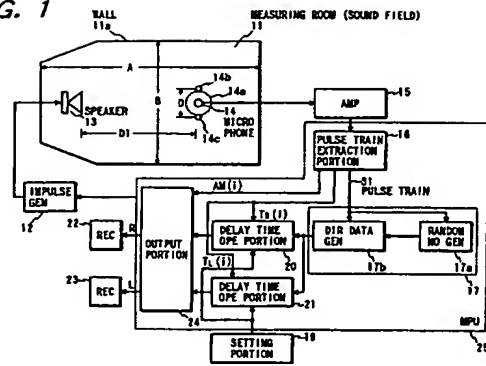 G. 1
WALL
11a
MEASURING ROOM (SOUND FIELD)
11
A
B
14b
14a
14
D
14c
MICRO
PHONE
SPEAKER
13
D1
AMP
15
PULSE TRAIN
EXTRACTION
PORTION
16
AM(i)
31
PULSE TRAIN
IMPULSE
GEN
12
22
REC
R
OUTPUT
PORTION
24
DELAY TIME
OPE PORTION
20
DIR DATA
GEN
17b
RANDOM
NO GEN
17a
17
TL(i)
23
REC
L
DELAY TIME
OPE PORTION
21
MPU
25
SETTING
PORTION
19